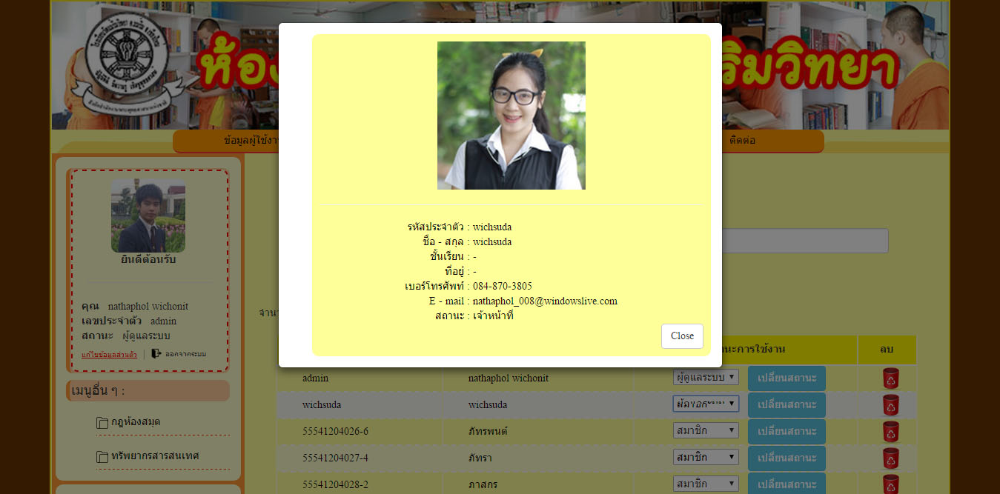 ห้อง
ริมวิทยา
ติดต่อ
ยินดีต้อนรับ
คุณ nathaphol wichonit
เลขประจำตัว admin
สถานะ ผู้ดูแลระบบ
แก้ไขข้อมูลส่วนตัว | ออกจากระบบ
เมนูอื่น ๆ :
กฎห้องสมุด
ทรัพยากรสารสนเทศ
รหัสประจำตัว : wichsuda
ชื่อ - สกุล : wichsuda
ชั้นเรียน : -
ที่อยู่ : -
เบอร์โทรศัพท์ : 084-870-3805
E - mail : nathaphol_008@windowslive.com
สถานะ : เจ้าหน้าที่
Close
นะการใช้งาน ลบ
admin nathaphol wichonit ผู้ดูแลระบบ เปลี่ยนสถานะ
wichsuda wichsuda เปลี่ยนสถานะ
55541204026-6 ภัทรพนต์ สมาชิก เปลี่ยนสถานะ
55541204027-4 ภัทรา สมาชิก เปลี่ยนสถานะ
55541204028-2 ภาสกร สมาชิก เปลี่ยนสถานะ